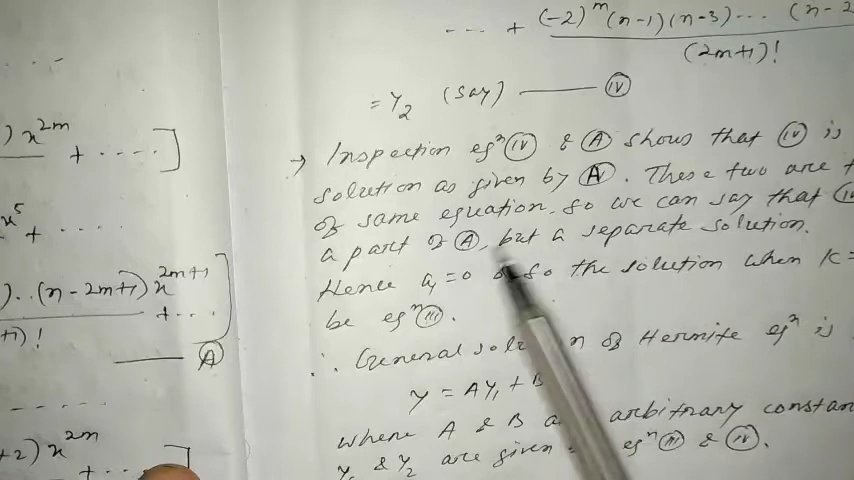 .... + (-2)^m (n-1)(n-3)... (n-2
(2m+1)!
= Y₂ (say) —— (IV)
→ Inspection eqⁿ (IV) & (A) shows that (IV) is
solution as given by (A). These two are
of same equation, so we can say that
a part of (A), but a separate solution.
Hence a₁=0 so the solution when K=
be eqⁿ (III).
∴ General of Hermite eqⁿ is
y = AY₁ + B
where A & B arbitrary constan
Y₁ & Y₂ are given eqⁿ (III) & (IV).
) x^2m
+ ....]
x⁵ + ....
)..(n-2m+1) x^2m+1
+1)! + ...
—— (A)
+2) x^2m
+ ..